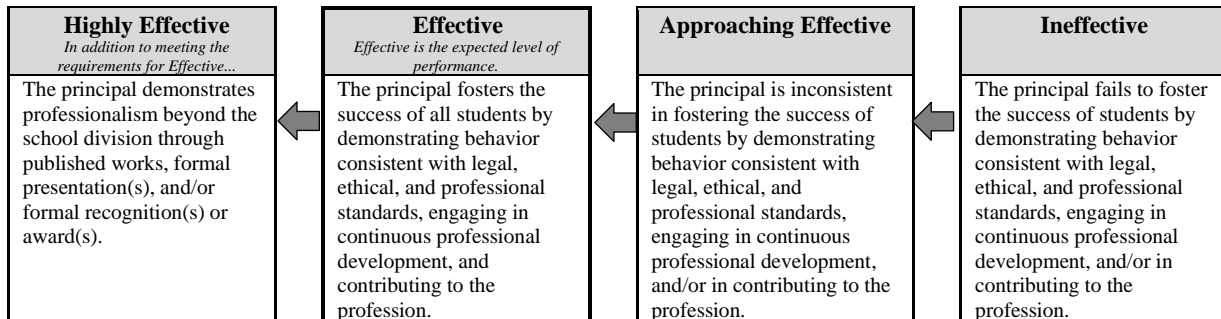 Highly Effective
In addition to meeting the
requirements for Effective...
The principal demonstrates
professionalism beyond the
school division through
published works, formal
presentation(s), and/or
formal recognition(s) or
award(s).
Effective
Effective is the expected level of
performance.
The principal fosters the
success of all students by
demonstrating behavior
consistent with legal,
ethical, and professional
standards, engaging in
continuous professional
development, and
contributing to the
profession.
Approaching Effective
The principal is inconsistent
in fostering the success of
students by demonstrating
behavior consistent with
legal, ethical, and
professional standards,
engaging in continuous
professional development,
and/or in contributing to the
profession.
Ineffective
The principal fails to foster
the success of students by
demonstrating behavior
consistent with legal,
ethical, and professional
standards, engaging in
continuous professional
development, and/or in
contributing to the
profession.